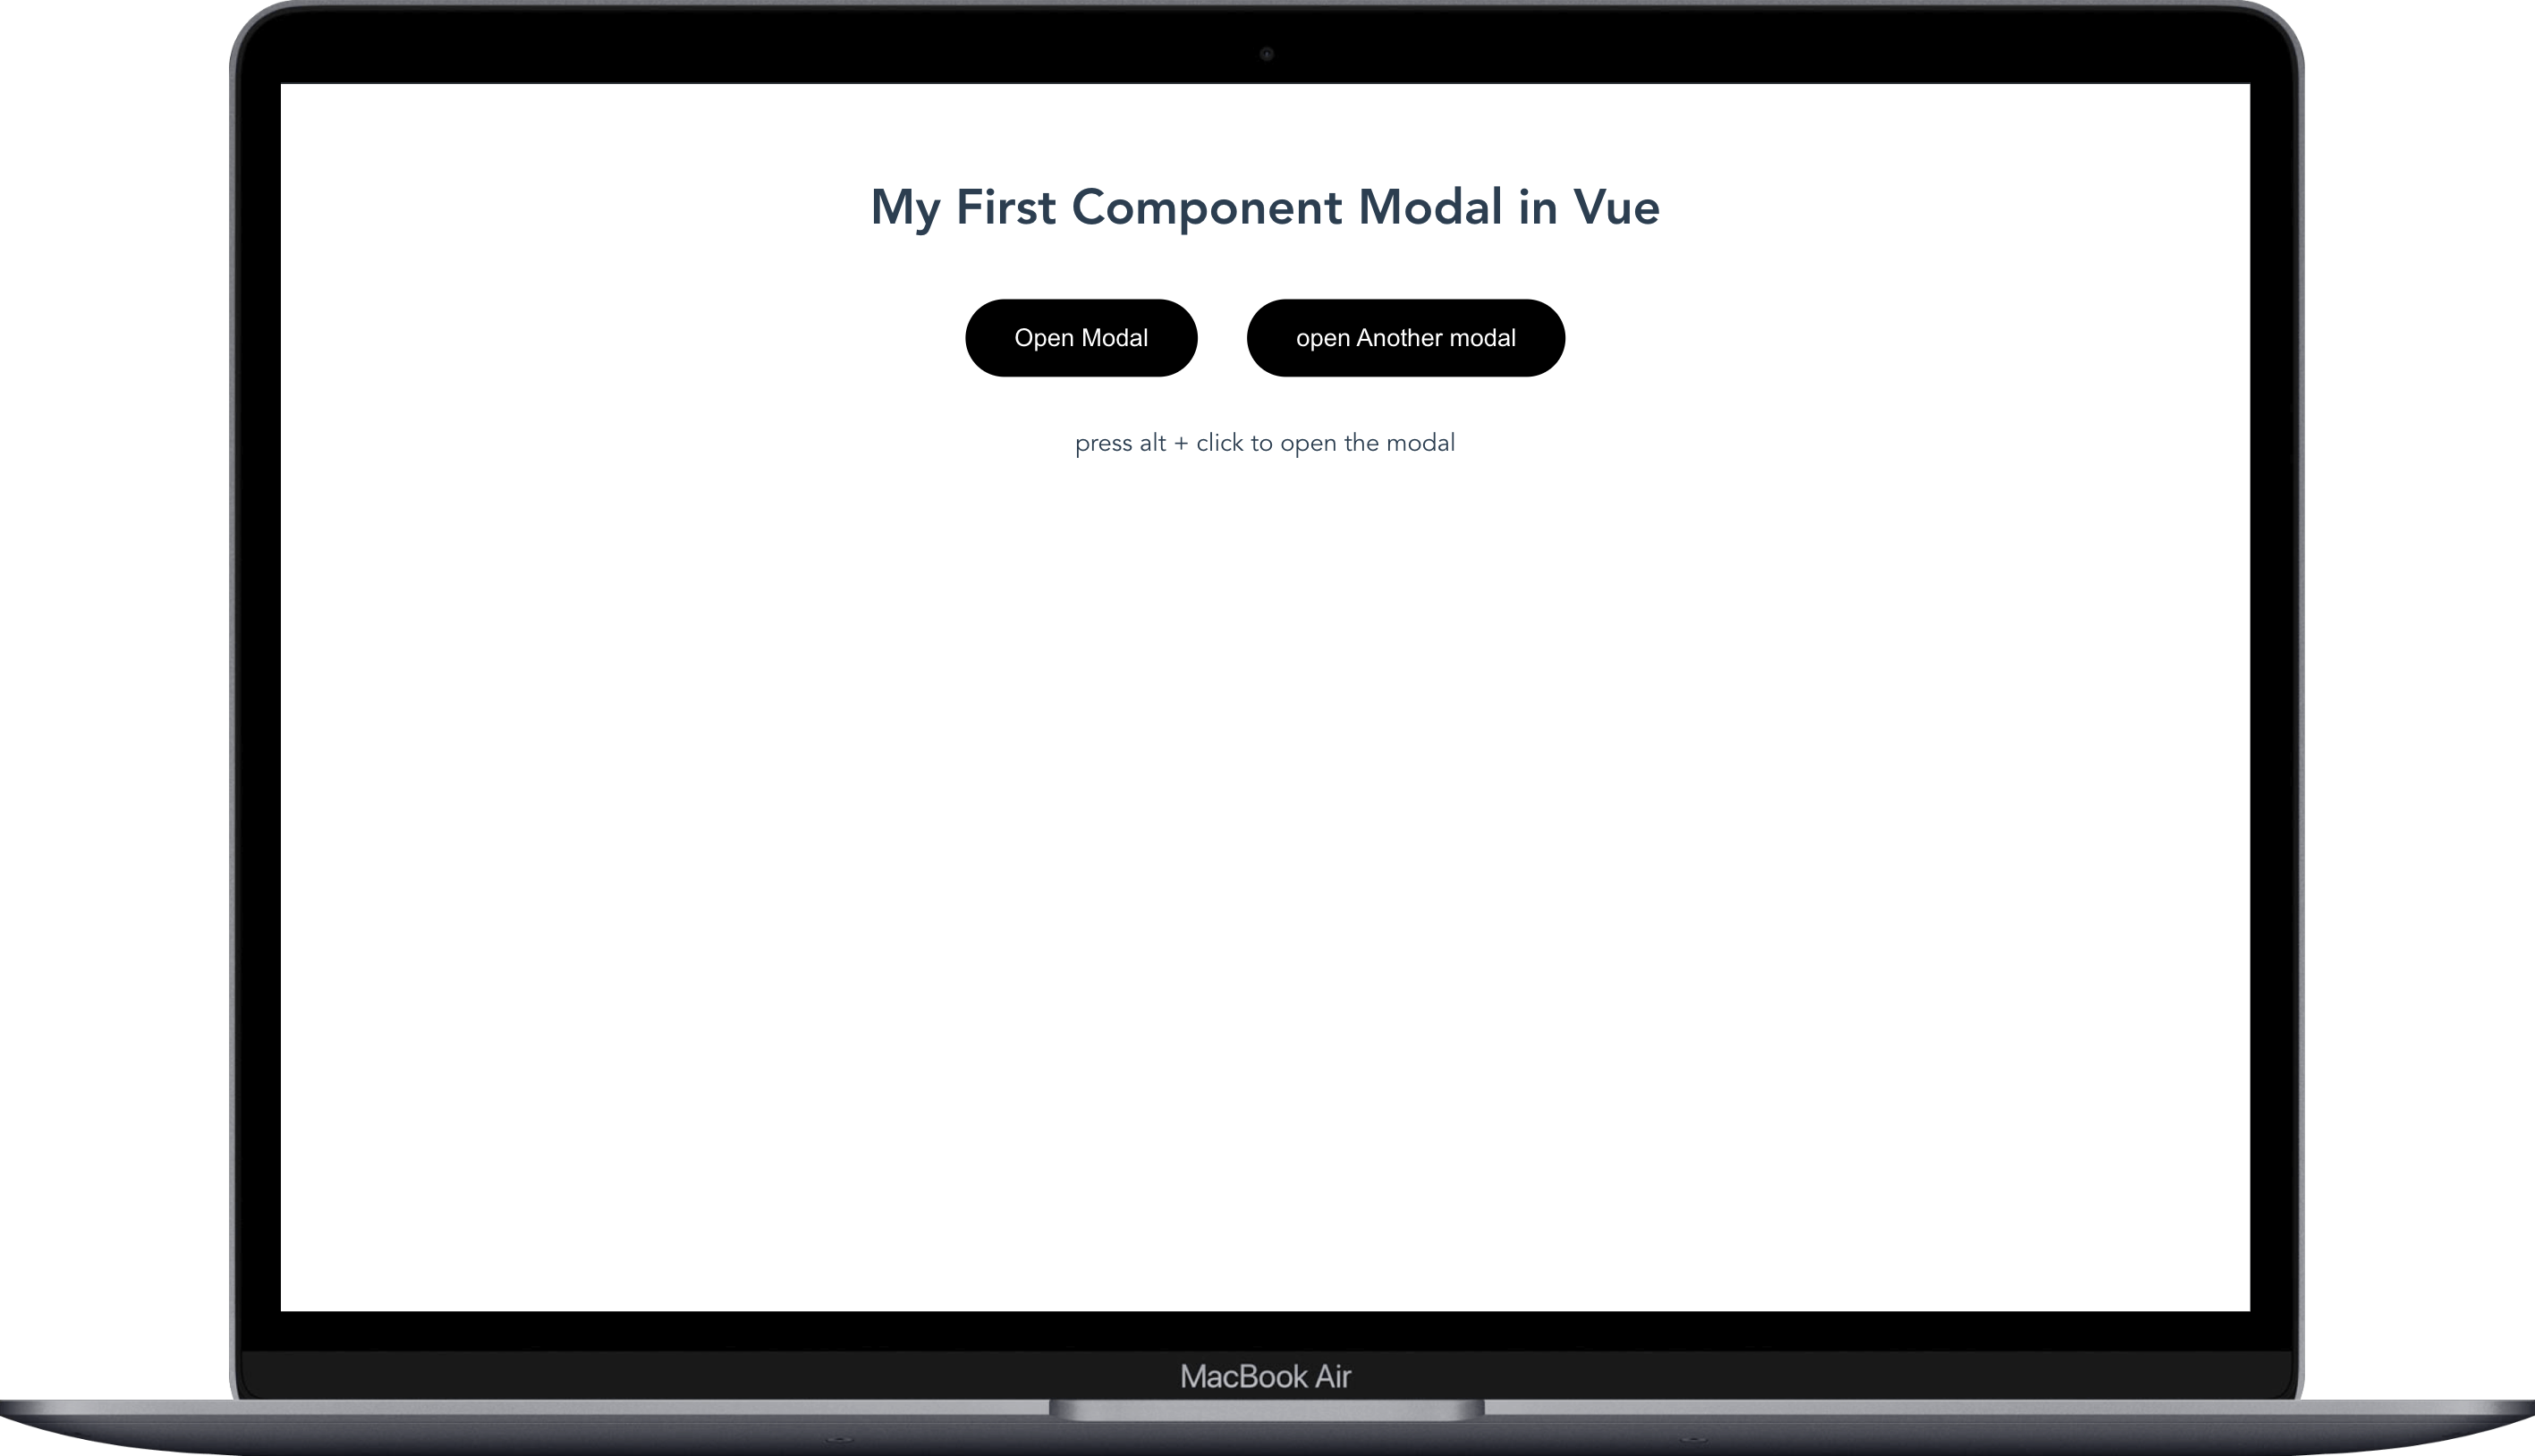 My First Component Modal in Vue
Open Modal
open Another modal
press alt + click to open the modal
MacBook Air